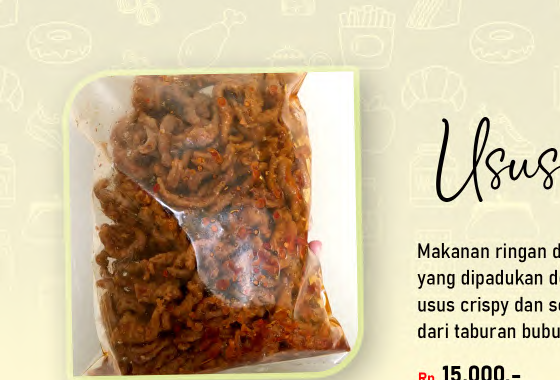 Usus
Makanan ringan d
yang dipadukan d
usus crispy dan s
dari taburan bubu
Rp 15.000,-